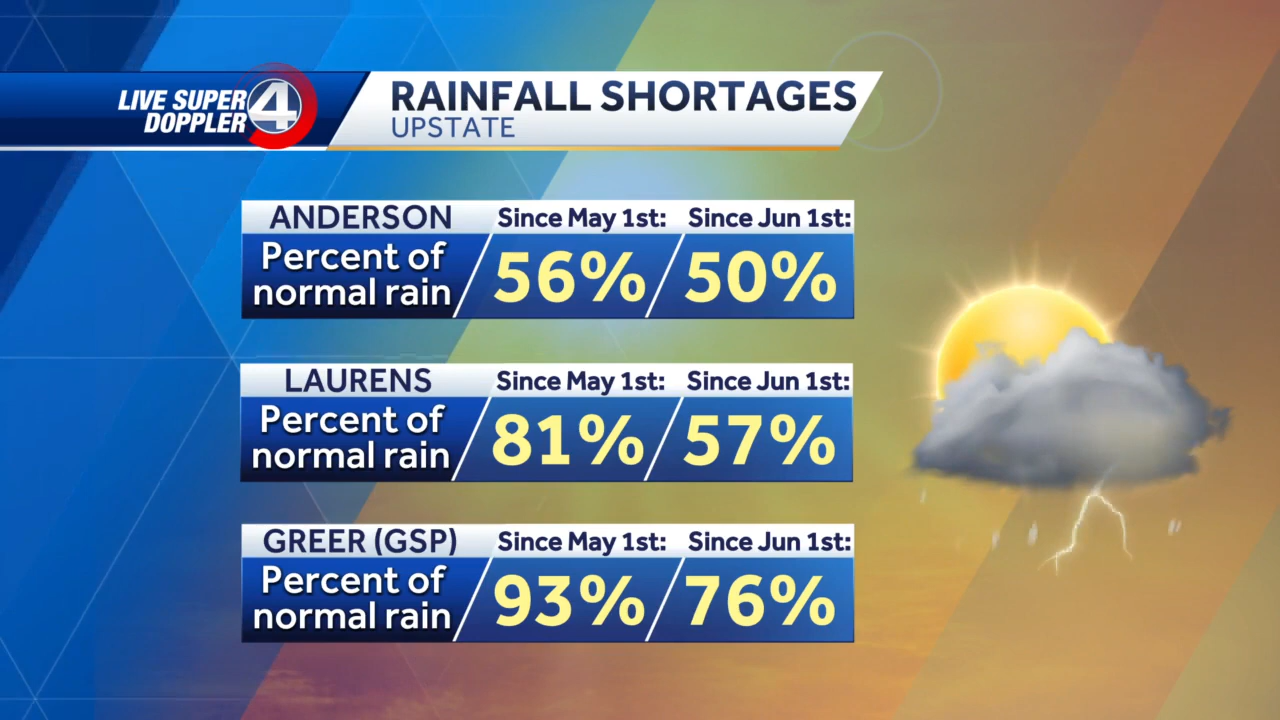 LIVE SUPER
DOPPLER 4
RAINFALL SHORTAGES
UPSTATE
ANDERSON Since May 1st: Since Jun 1st:
Percent of
normal rain 56% 50%
LAURENS Since May 1st: Since Jun 1st:
Percent of
normal rain 81% 57%
GREER (GSP) Since May 1st: Since Jun 1st:
Percent of
normal rain 93% 76%